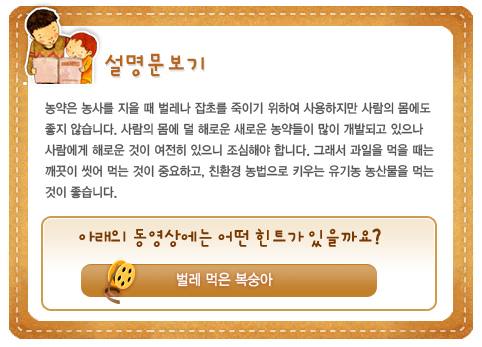 설명문보기
농약은 농사를 지을 때 벌레나 잡초를 죽이기 위하여 사용하지만 사람의 몸에도
좋지 않습니다. 사람의 몸에 덜 해로운 새로운 농약들이 많이 개발되고 있으나
사람에게 해로운 것이 여전히 있으니 조심해야 합니다. 그래서 과일을 먹을 때는
깨끗이 씻어 먹는 것이 중요하고, 친환경 농법으로 키우는 유기농 농산물을 먹는
것이 좋습니다.
아래의 동영상에는 어떤 힌트가 있을까요?
벌레 먹은 복숭아